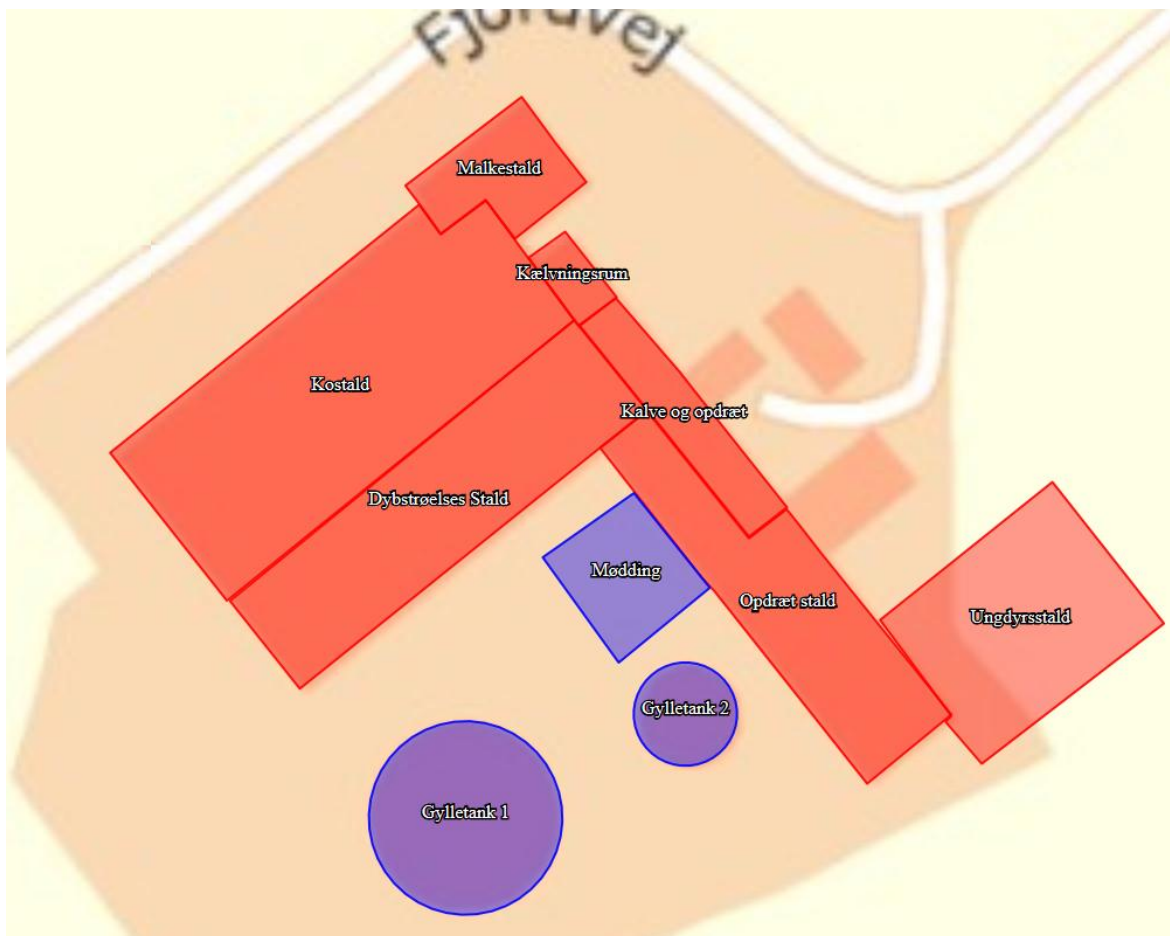 Fjordvej
Malkestald
Kælvningsrum
Kostald
Kalve og opdræt
Dybstrøelses Stald
Mødding
Opdræt stald
Ungdyrsstald
Gylletank 2
Gylletank 1